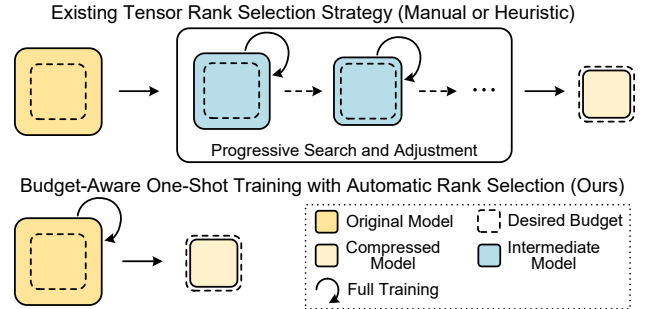 Existing Tensor Rank Selection Strategy (Manual or Heuristic)
...
Progressive Search and Adjustment
Budget-Aware One-Shot Training with Automatic Rank Selection (Ours)
Original Model
Desired Budget
Compressed
Model
Intermediate
Model
Full Training